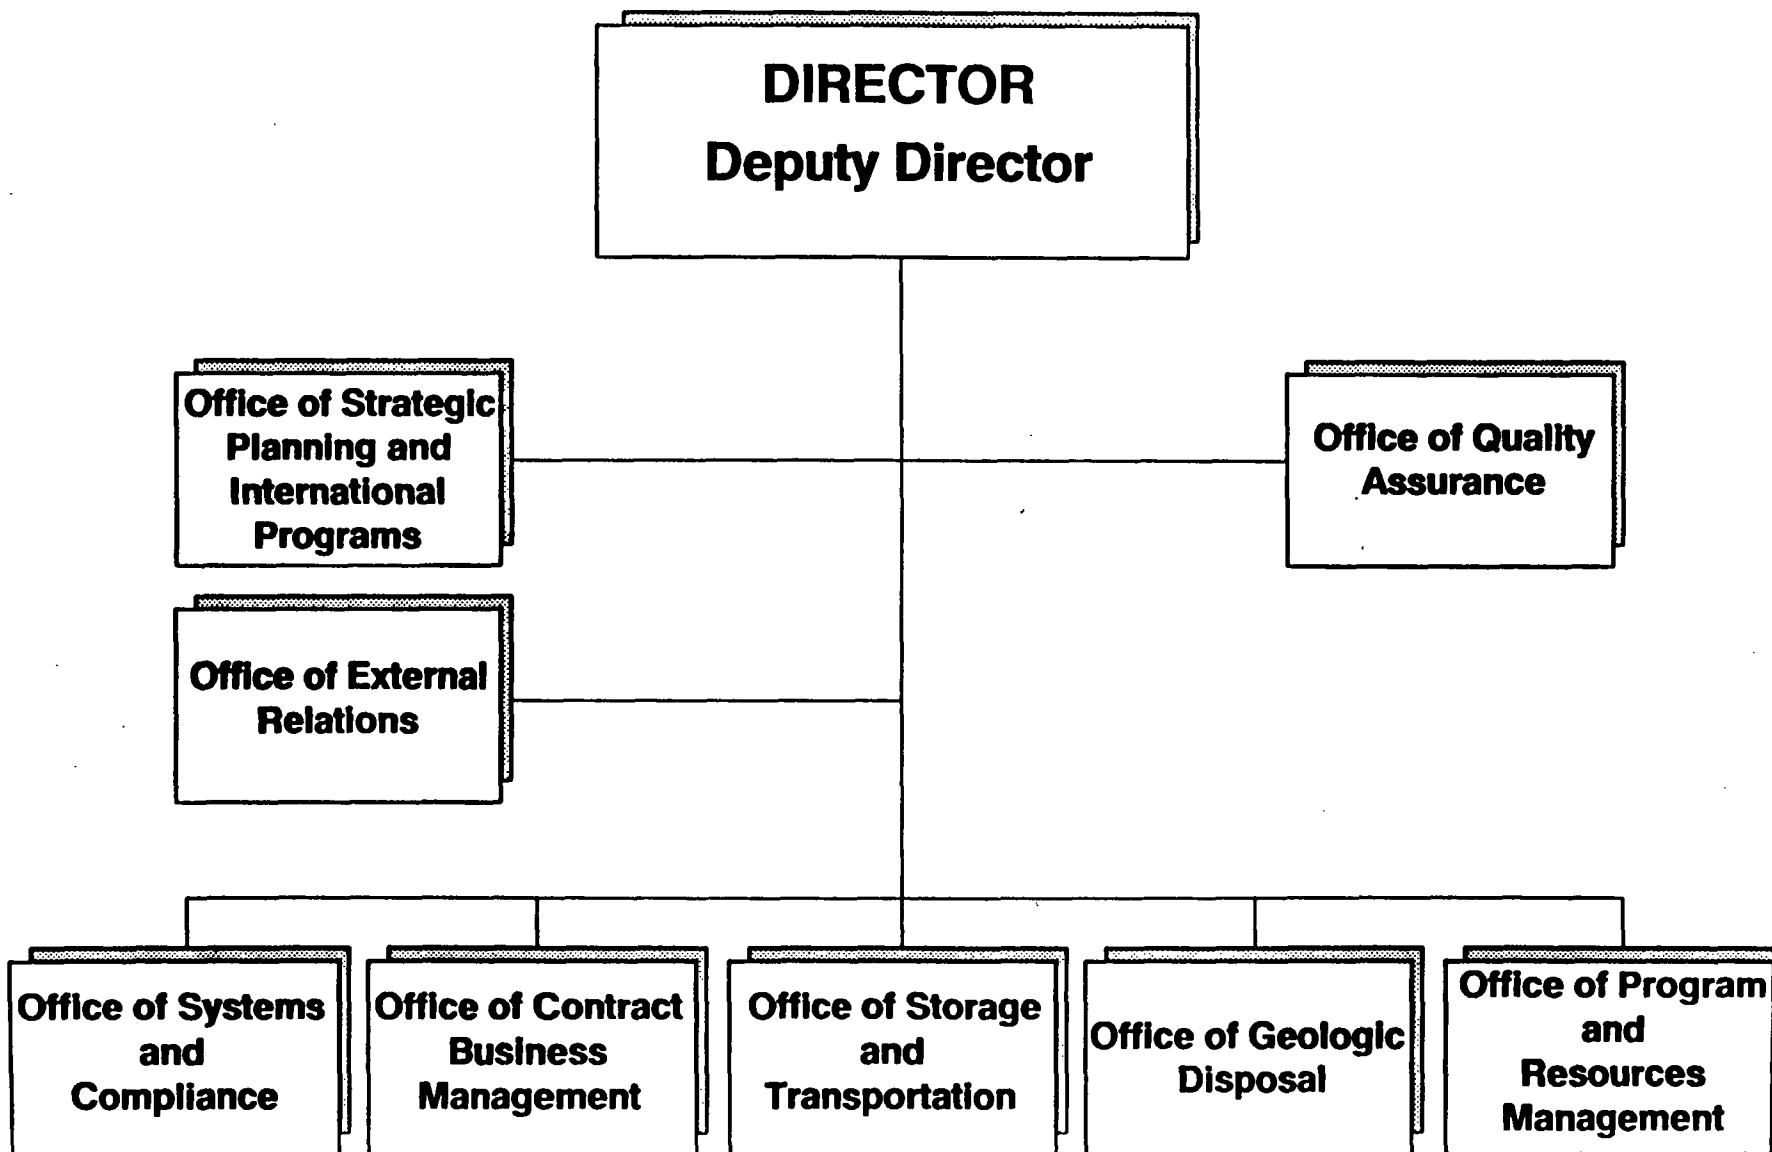 DIRECTOR
Deputy Director
Office of Strategic
Planning and
International
Programs
Office of Quality
Assurance
Office of External
Relations
Office of Systems
and
Compliance
Office of Contract
Business
Management
Office of Storage
and
Transportation
Office of Geologic
Disposal
Office of Program
and
Resources
Management